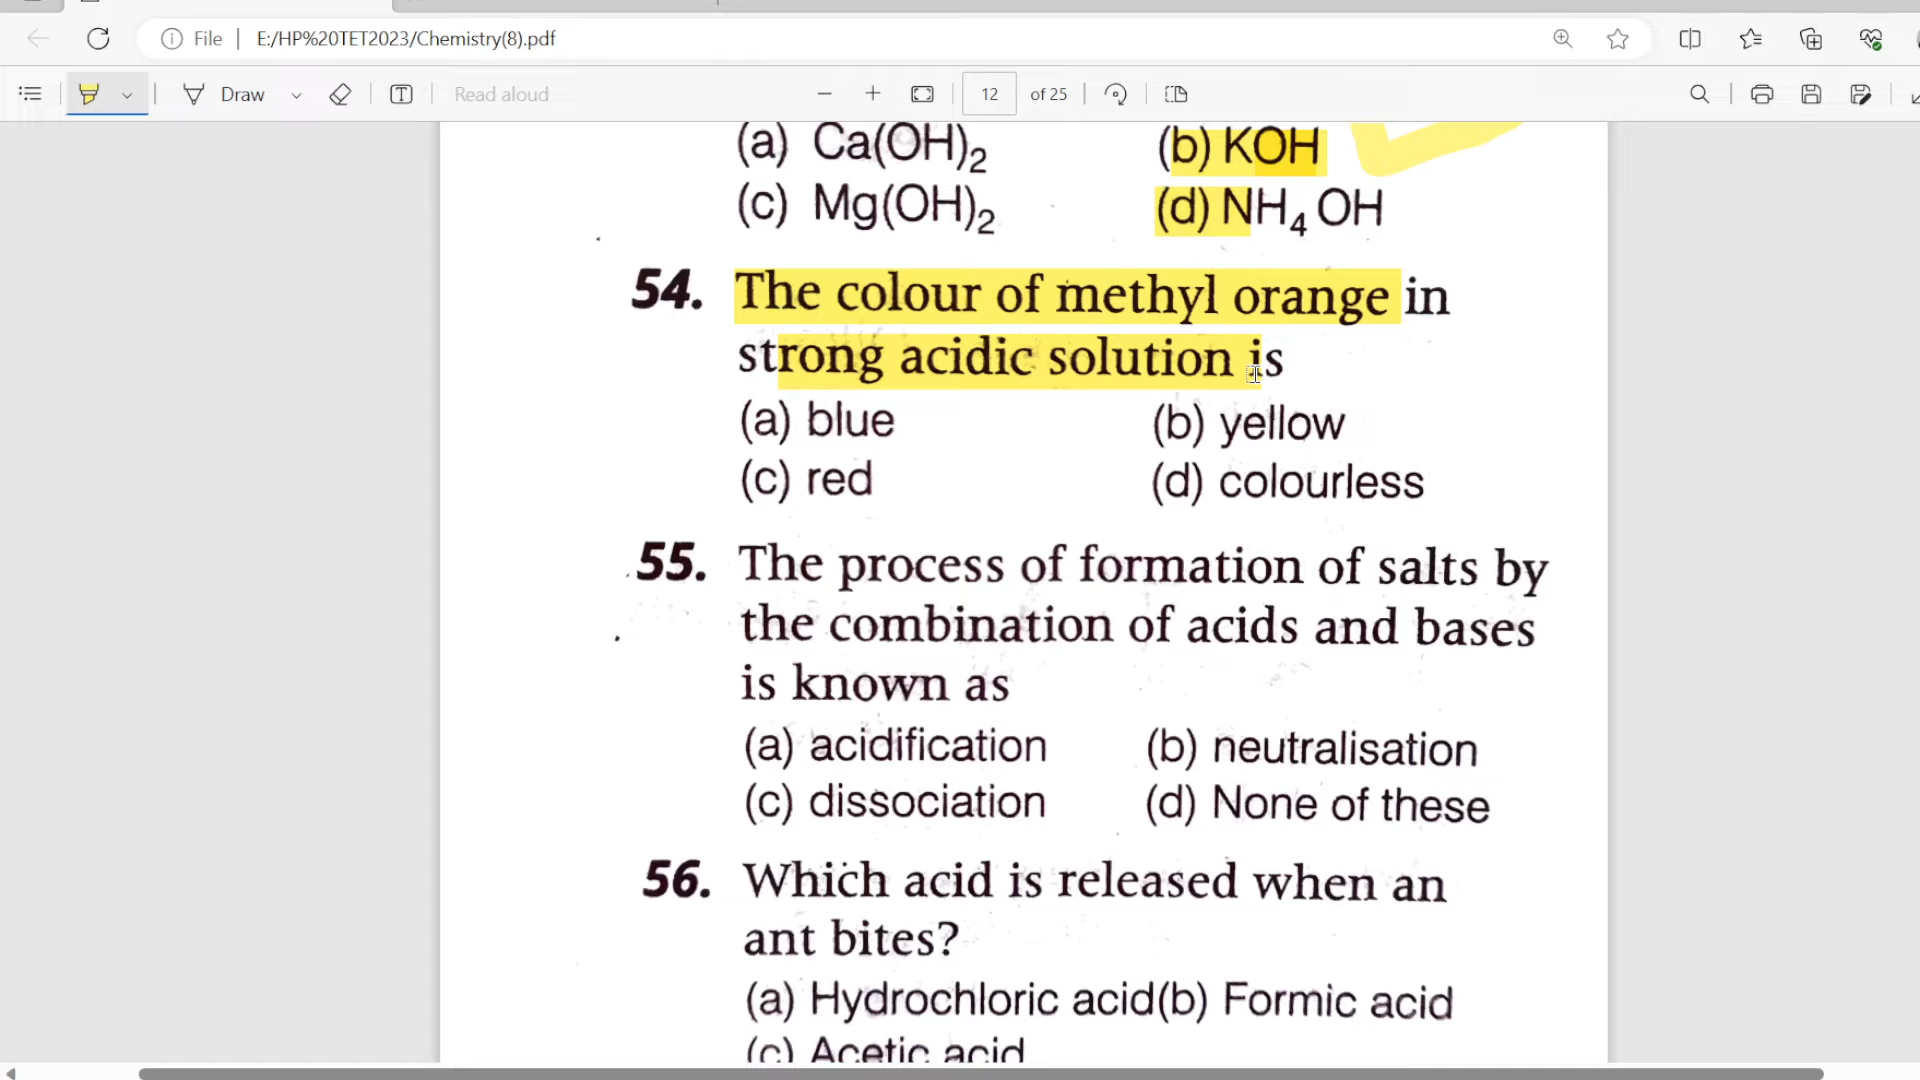 File
E:/HP%20TET2023/Chemistry(8).pdf
Draw
Read aloud
12 of 25
(a) Ca(OH)2 (b) KOH
(c) Mg(OH)2 (d) NH4 OH
54. The colour of methyl orange in
strong acidic solution is
(a) blue (b) yellow
(c) red (d) colourless
55. The process of formation of salts by
the combination of acids and bases
is known as
(a) acidification (b) neutralisation
(c) dissociation (d) None of these
56. Which acid is released when an
ant bites?
(a) Hydrochloric acid(b) Formic acid
(c) Acetic acid